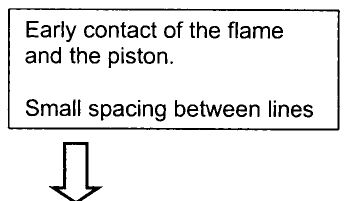 Early contact of the flame
and the piston.
Small spacing between lines